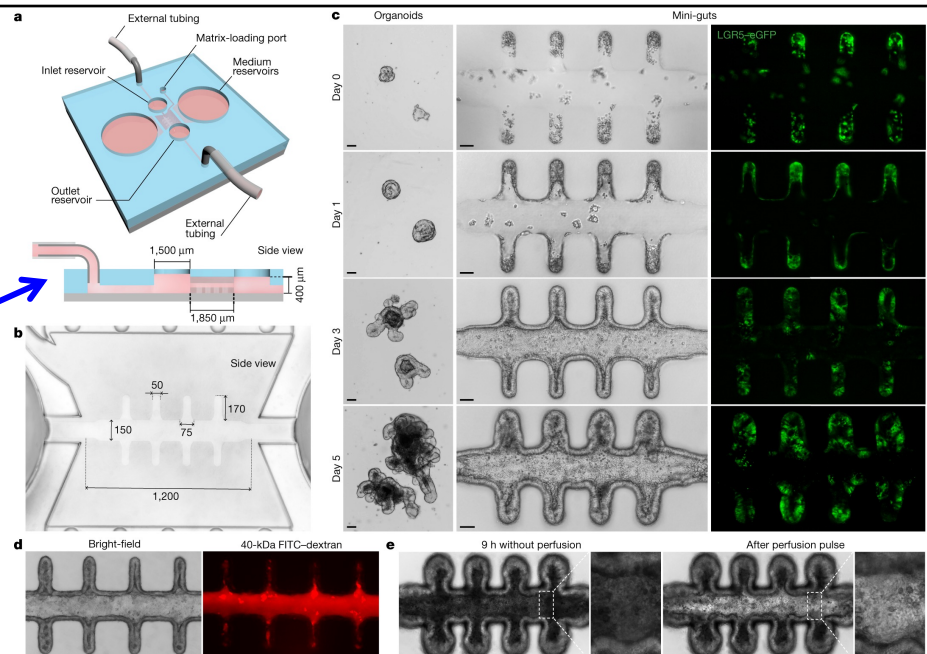 a
External tubing
Matrix-loading port
Inlet reservoir
Medium
reservoirs
Outlet
reservoir
External
tubing
Side view
1,500 µm
400 µm
1,850 µm
b
Side view
50
170
150
75
1,200
c
Organoids
Mini-guts
LGR5–eGFP
Day 0
Day 1
Day 3
Day 5
d
Bright-field
40-kDa FITC–dextran
e
9 h without perfusion
After perfusion pulse